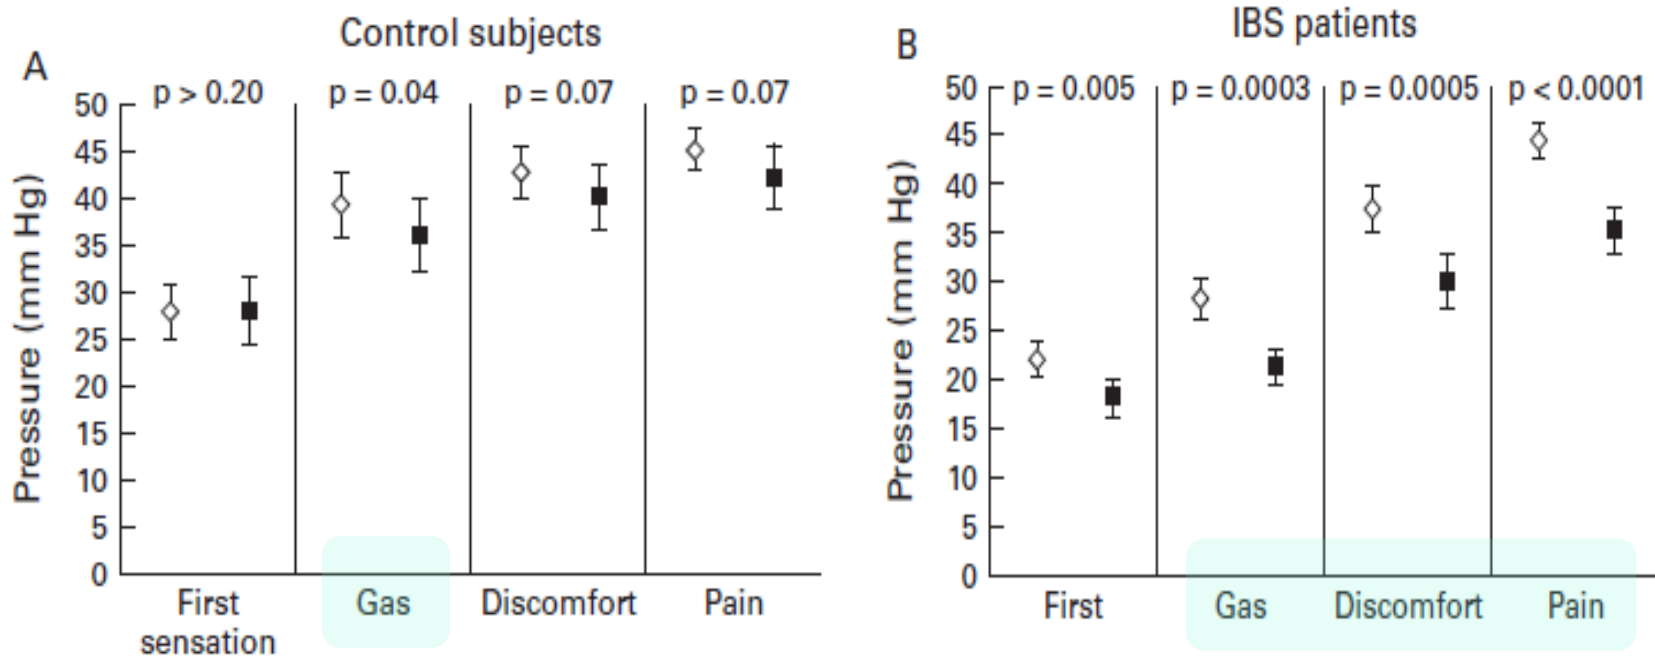 Control subjects
A
p > 0.20 p = 0.04 p = 0.07 p = 0.07
50
45
40
35
30
25
20
15
10
5
0
Pressure (mm Hg)
First sensation
Gas
Discomfort
Pain
IBS patients
B
p = 0.005 p = 0.0003 p = 0.0005 p < 0.0001
50
45
40
35
30
25
20
15
10
5
0
Pressure (mm Hg)
First
Gas
Discomfort
Pain